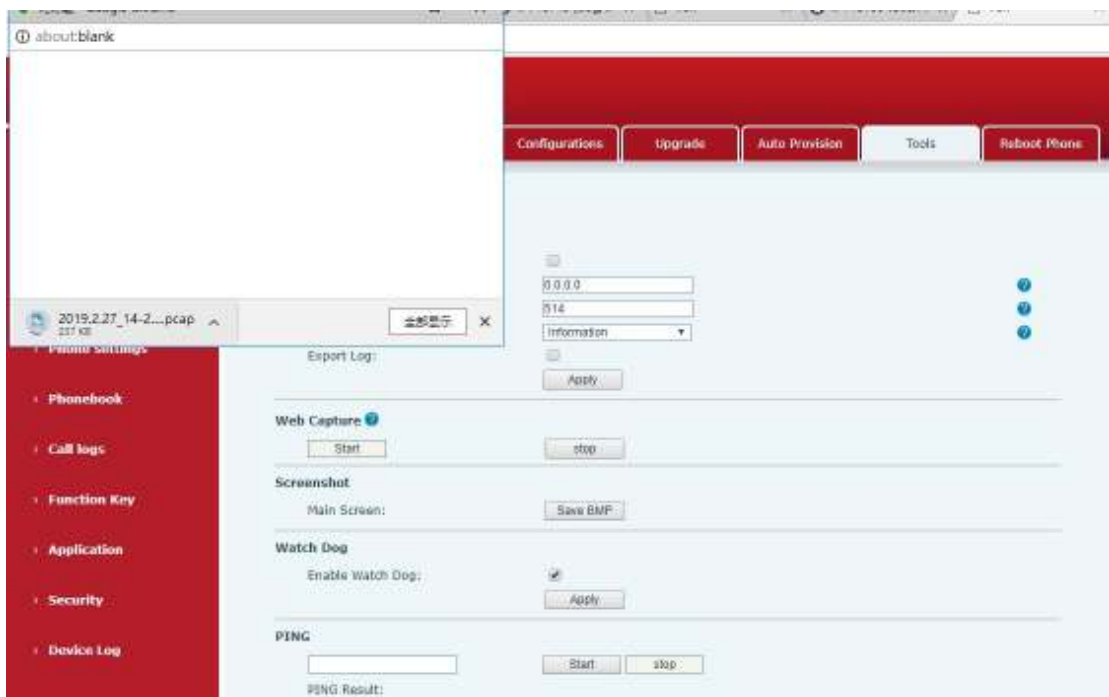 about:blank
Configurations
Upgrade
Auto Provision
Tools
Reboot Phone
0.0.0.0
514
Information
2019.2.27_14-2....pcap
237 KB
全部显示
Phone Settings
Export Log:
Apply
Phonebook
Web Capture
Call logs
Start
stop
Screenshot
Function Key
Main Screen:
Save BMP
Application
Watch Dog
Enable Watch Dog:
Security
Apply
PING
Device Log
Start
stop
PING Result: